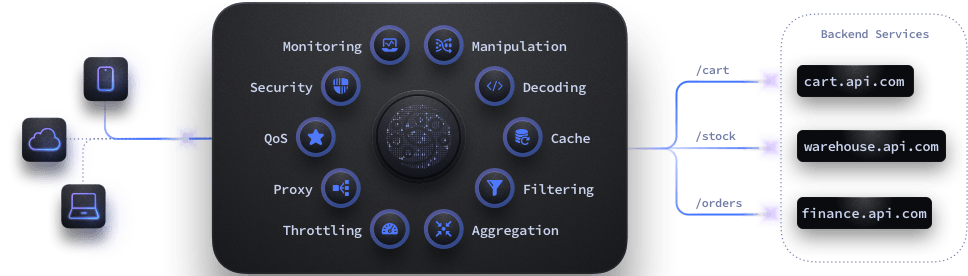 Monitoring
Manipulation
Security
Decoding
QoS
Cache
Proxy
Filtering
Throttling
Aggregation
/cart
/stock
/orders
Backend Services
cart.api.com
warehouse.api.com
finance.api.com